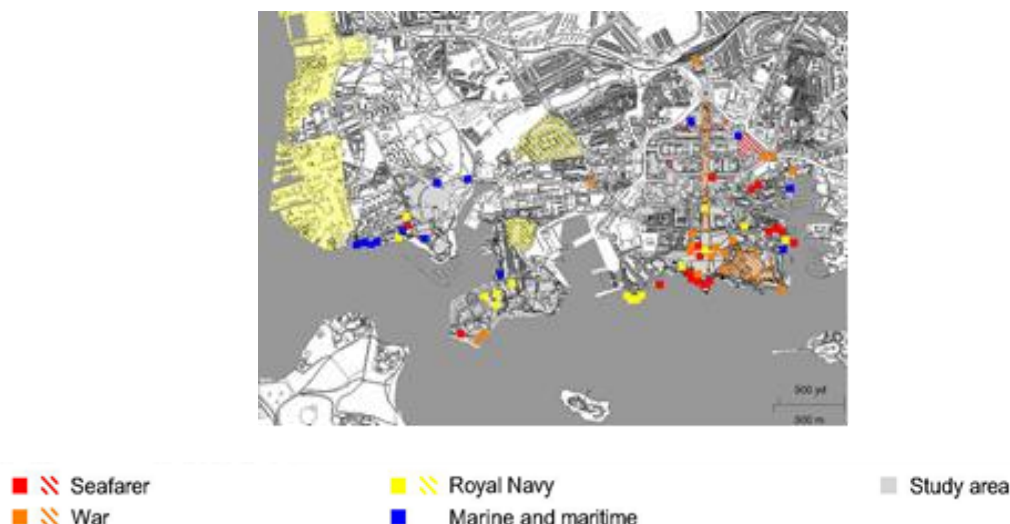 500 yd
500 m
Seafarer
Royal Navy
Study area
War
Marine and maritime